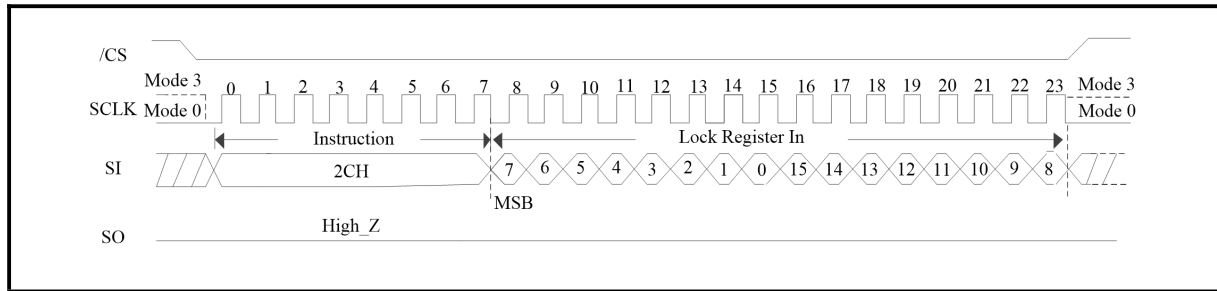 /CS
Mode 3 0 1 2 3 4 5 6 7 8 9 10 11 12 13 14 15 16 17 18 19 20 21 22 23 Mode 3
SCLK Mode 0 Mode 0
Instruction Lock Register In
SI 2CH 7 6 5 4 3 2 1 0 15 14 13 12 11 10 9 8
MSB
High_Z
SO